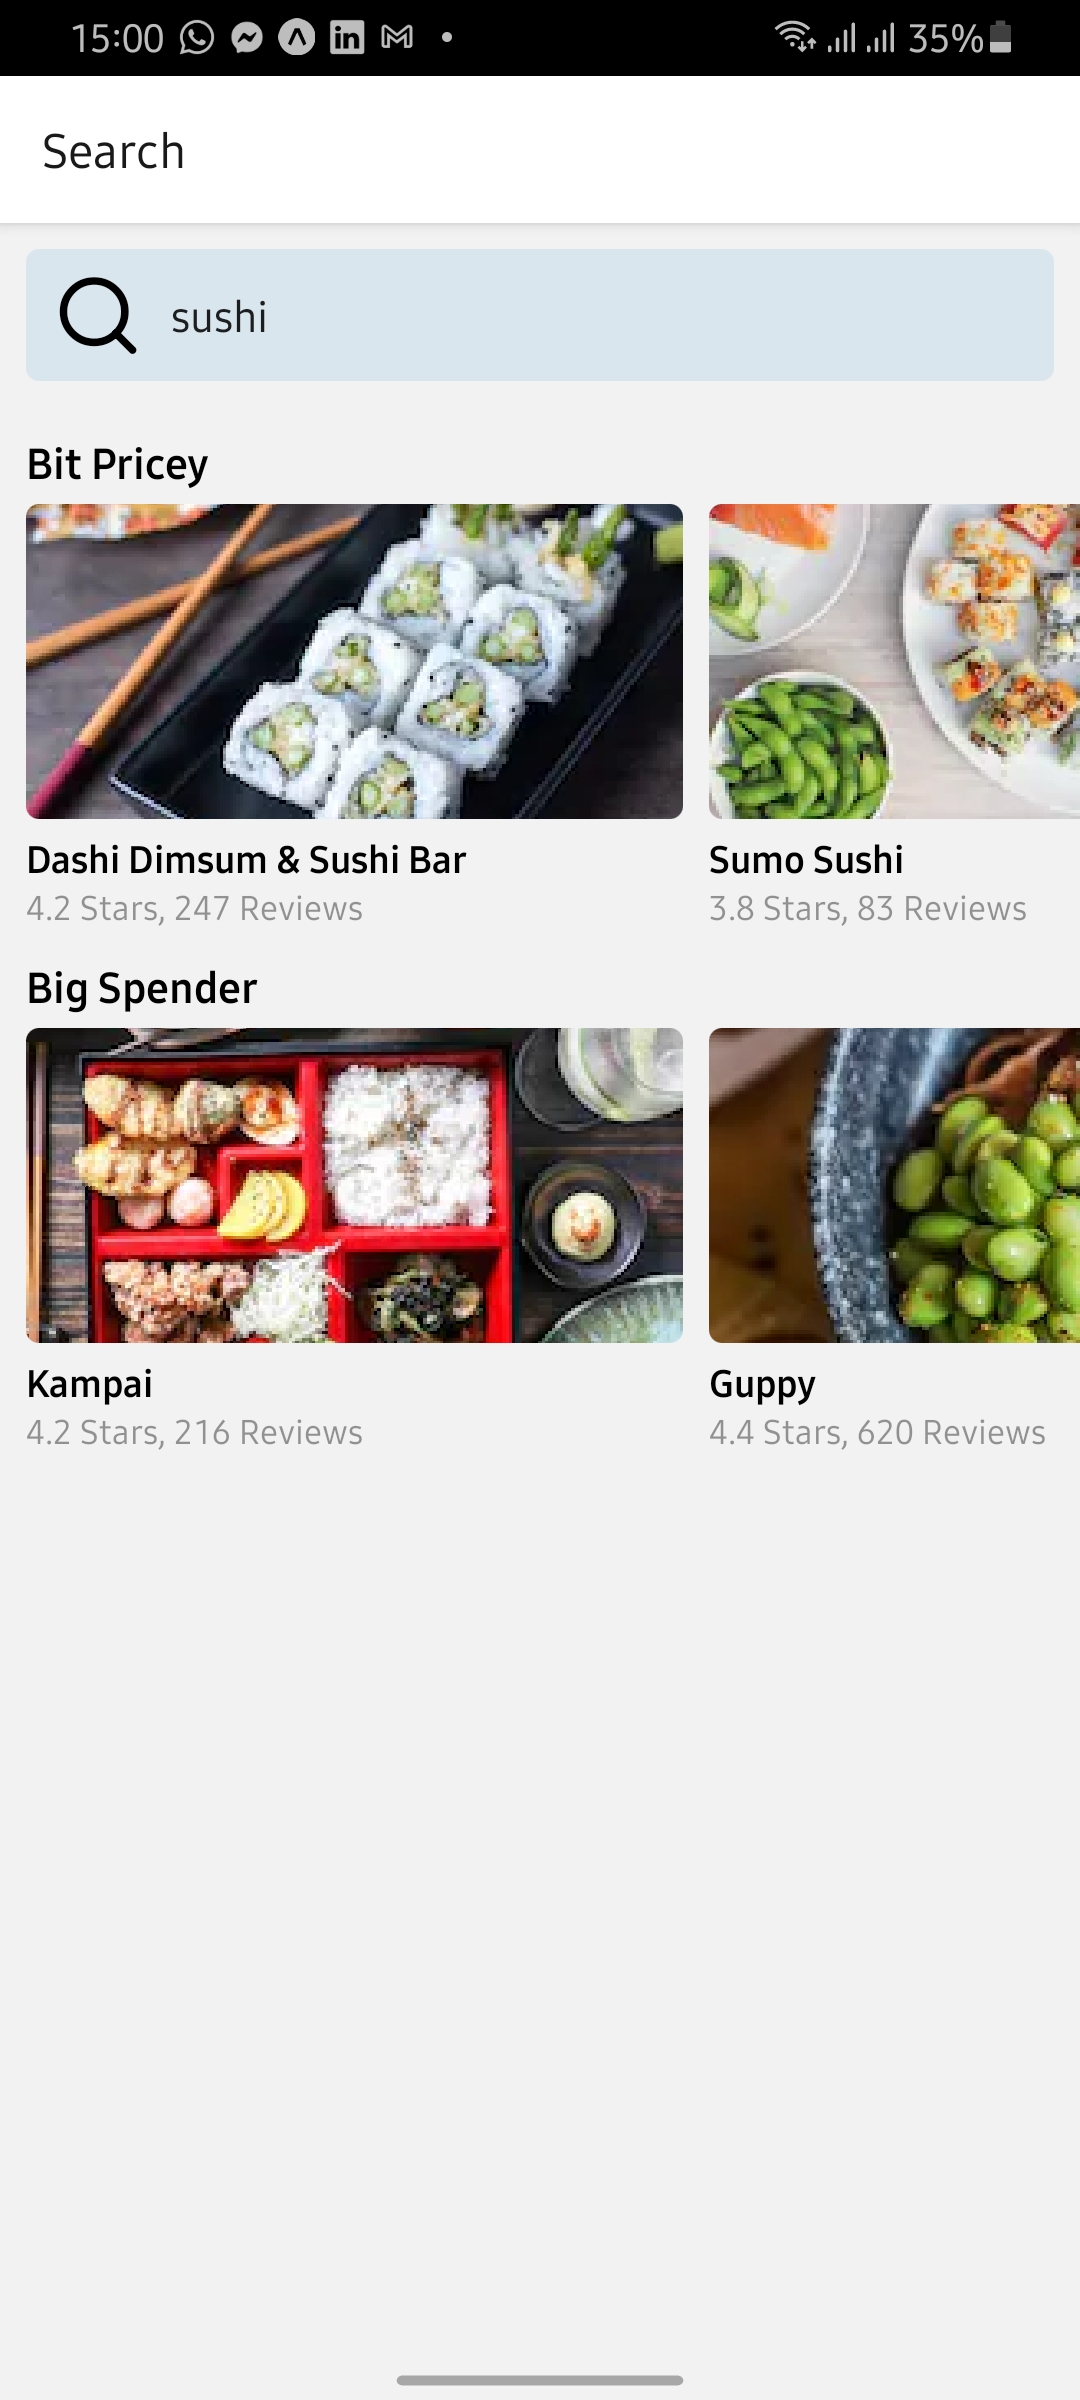 15:00 35%
Search
sushi
Bit Pricey
Dashi Dimsum & Sushi Bar
4.2 Stars, 247 Reviews
Sumo Sushi
3.8 Stars, 83 Reviews
Big Spender
Kampai
4.2 Stars, 216 Reviews
Guppy
4.4 Stars, 620 Reviews